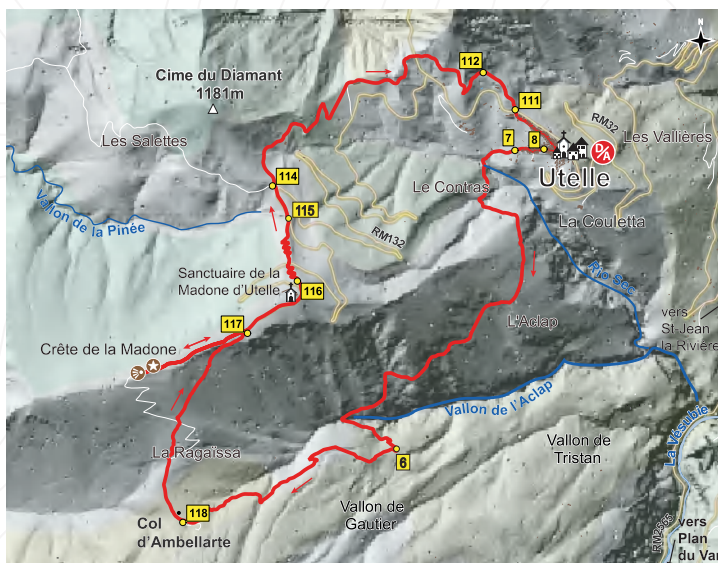 N
112
Cime du Diamant
1181m
111
RM32
Les Vallières
Les Salettes
7
8
D/A
Utelle
114
Le Contras
115
La Couletta
Vallon de la Pinée
RM132
Rio Sec
Sanctuaire de la
Madone d'Utelle
116
vers
St-Jean
la Rivière
117
L'Aclap
Crête de la Madone
Vallon de l'Aclap
La Vésubie
Vallon de
Tristan
La Ragaïssa
6
118
Vallon de
Gautier
Col
d'Ambellarte
RM2565
vers
Plan
du Var